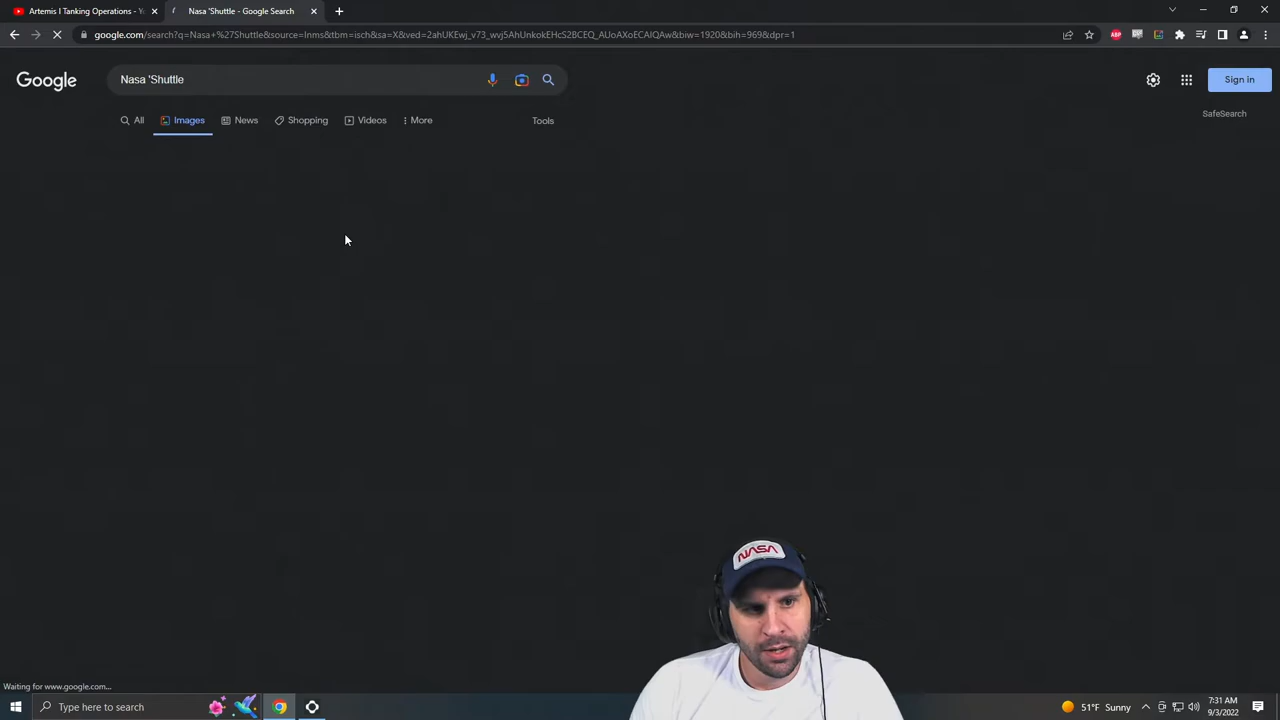 Artemis I Tanking Operations - Y
Nasa 'Shuttle - Google Search
google.com/search?q=Nasa+%27Shuttle&source=lnms&tbm=isch&sa=X&ved=2ahUKEwj_v73_wvj5AhUnkokEHcS2BCEQ_AUoAXoECAIQAw&biw=1920&bih=969&dpr=1
Google
Nasa 'Shuttle
Sign in
All
Images
News
Shopping
Videos
More
Tools
SafeSearch
NASA
Waiting for www.google.com...
Type here to search
51°F Sunny
7:31 AM
9/3/2022
ABP